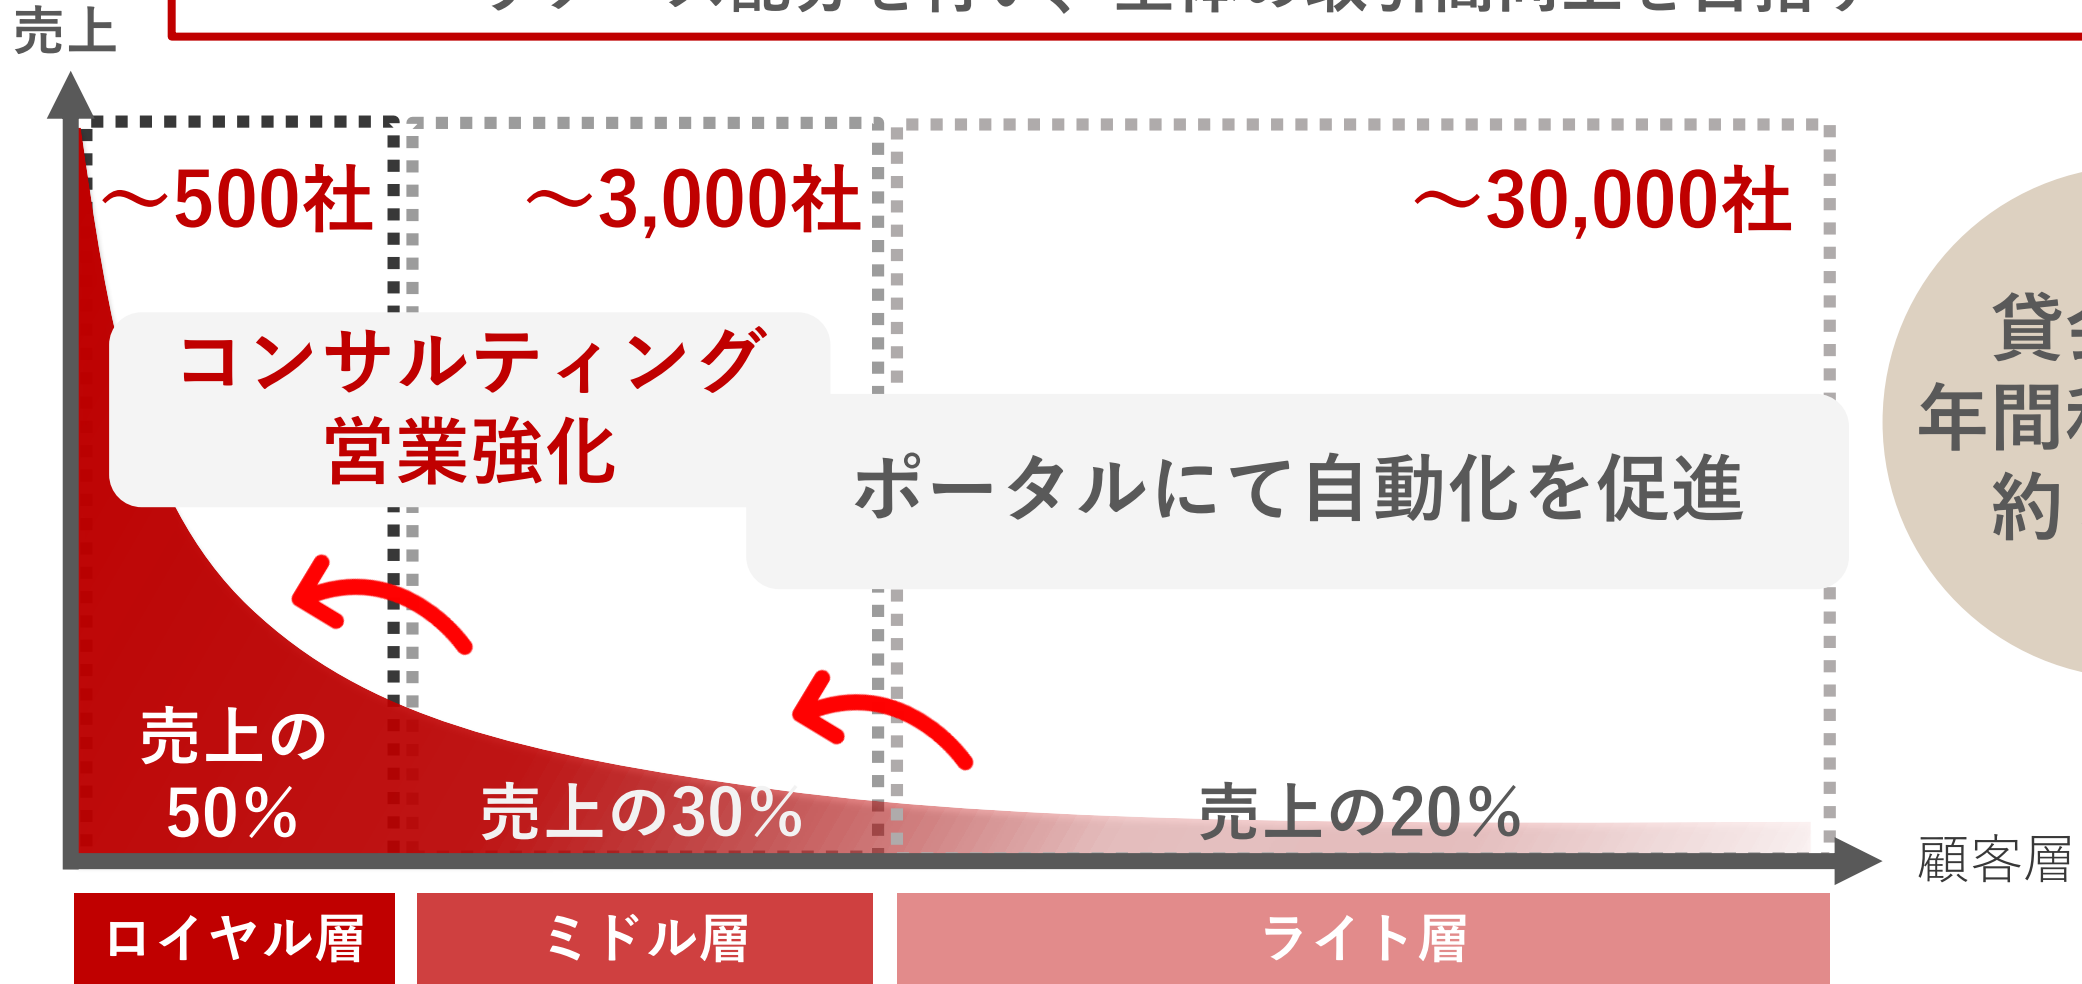 売上
～500社
～3,000社
～30,000社
コンサルティング
営業強化
ポータルにて自動化を促進
年間
約
売上の
50%
売上の30%
売上の20%
顧客層
ロイヤル層
ミドル層
ライト層